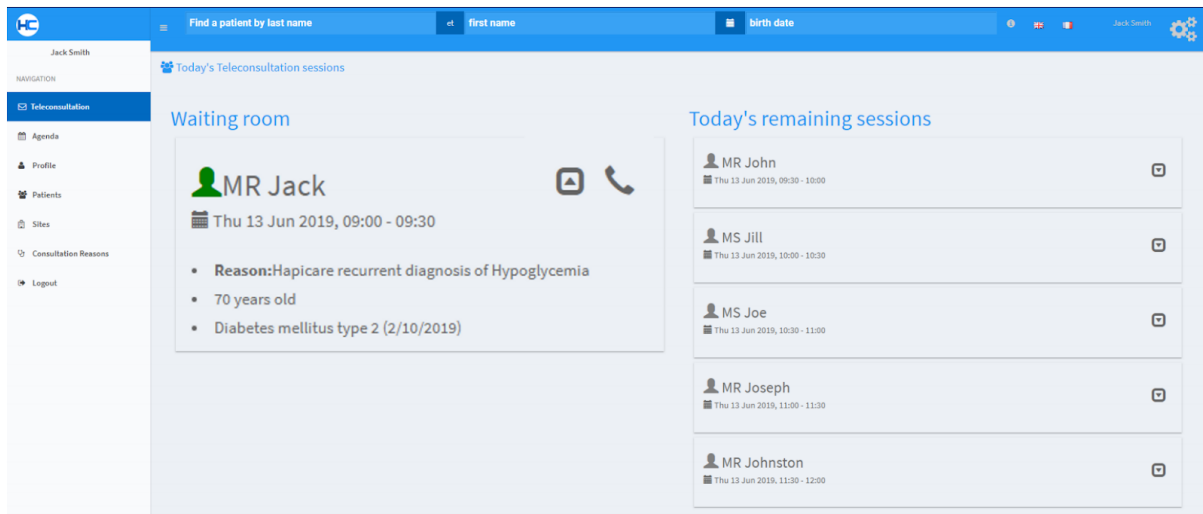 HC
Find a patient by last name
et
first name
birth date
Jack Smith
Jack Smith
NAVIGATION
Teleconsultation
Agenda
Profile
Patients
Sites
Consultation Reasons
Logout
Today's Teleconsultation sessions
Waiting room
MR Jack
Thu 13 Jun 2019, 09:00 - 09:30
Reason:Hapicare recurrent diagnosis of Hypoglycemia
70 years old
Diabetes mellitus type 2 (2/10/2019)
Today's remaining sessions
MR John
Thu 13 Jun 2019, 09:30 - 10:00
MS Jill
Thu 13 Jun 2019, 10:00 - 10:30
MS Joe
Thu 13 Jun 2019, 10:30 - 11:00
MR Joseph
Thu 13 Jun 2019, 11:00 - 11:30
MR Johnston
Thu 13 Jun 2019, 11:30 - 12:00